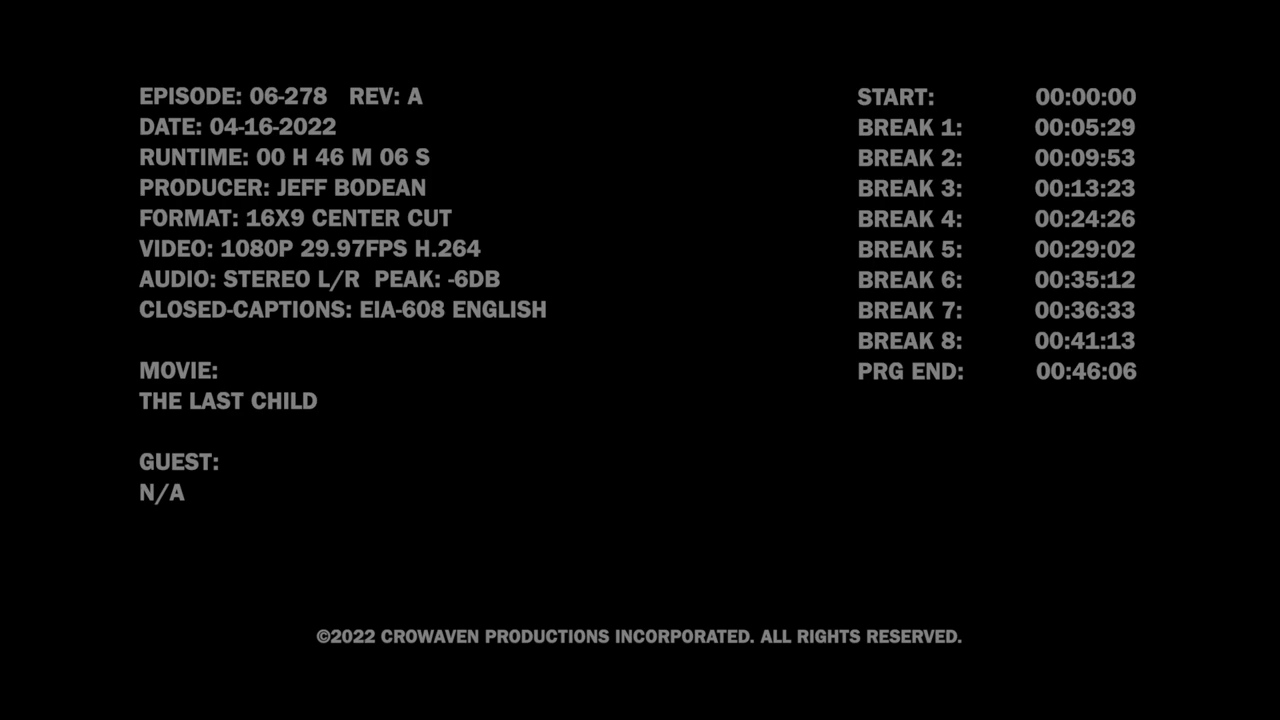 EPISODE: 06-278 REV: A
DATE: 04-16-2022
RUNTIME: 00 H 46 M 06 S
PRODUCER: JEFF BODEAN
FORMAT: 16X9 CENTER CUT
VIDEO: 1080P 29.97FPS H.264
AUDIO: STEREO L/R PEAK: -6DB
CLOSED-CAPTIONS: EIA-608 ENGLISH
MOVIE:
THE LAST CHILD
GUEST:
N/A
START: 00:00:00
BREAK 1: 00:05:29
BREAK 2: 00:09:53
BREAK 3: 00:13:23
BREAK 4: 00:24:26
BREAK 5: 00:29:02
BREAK 6: 00:35:12
BREAK 7: 00:36:33
BREAK 8: 00:41:13
PRG END: 00:46:06
©2022 CROWAVEN PRODUCTIONS INCORPORATED. ALL RIGHTS RESERVED.